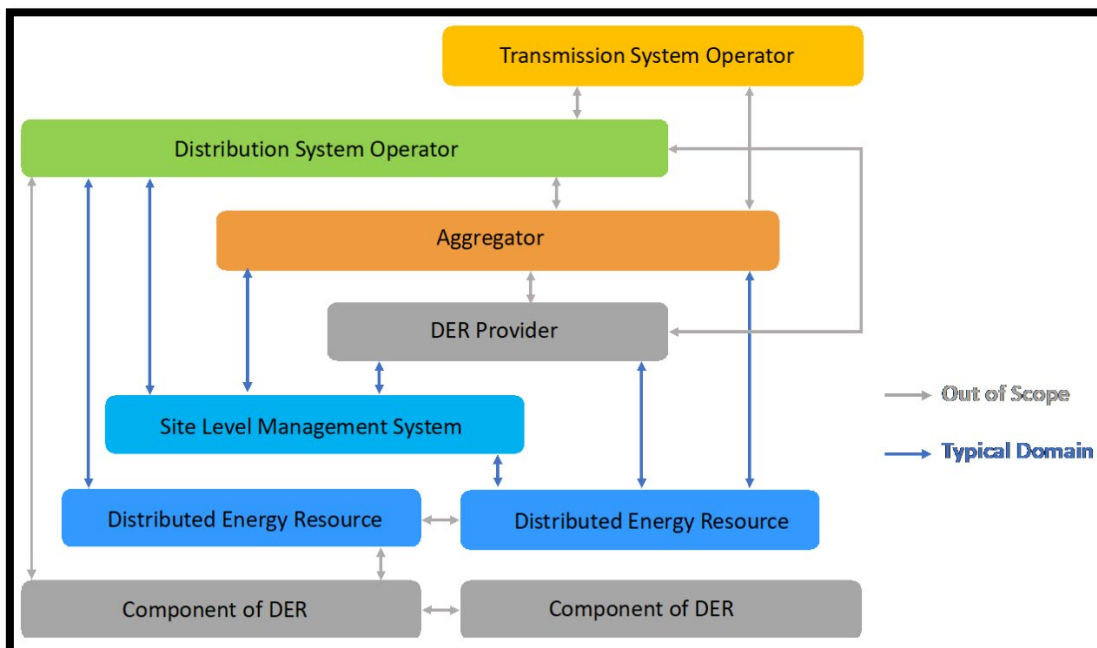 Transmission System Operator
Distribution System Operator
Aggregator
DER Provider
Out of Scope
Site Level Management System
Typical Domain
Distributed Energy Resource
Distributed Energy Resource
Component of DER
Component of DER